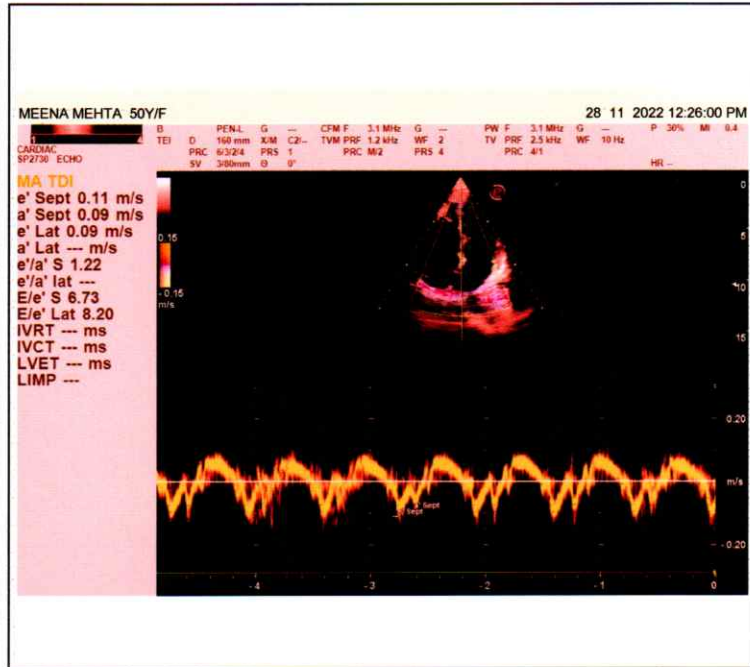 MEENA MEHTA 50Y/F 28 11 2022 12:26:00 PM
B PEN-L G --- CFM F 3.1 MHz G --- PW F 3.1 MHz G --- P 30% MI 0.4
TEI D 160 mm X/M C2/-- TVM PRF 1.2 kHz WF 2 TV PRF 2.5 kHz WF 10 Hz
PRC 6/3/2/4 PRS 1 PRC M/2 PRS 4 PRC 4/1
SV 3/80mm Θ 0° HR --
CARDIAC
SP2730 ECHO
MA TDI
e' Sept 0.11 m/s
a' Sept 0.09 m/s
e' Lat 0.09 m/s
a' Lat --- m/s
e'/a' S 1.22
e'/a' lat ---
E/e' S 6.73
E/e' Lat 8.20
IVRT --- ms
IVCT --- ms
LVET --- ms
LIMP ---
0.15
-0.15
m/s
0
5
10
15
0.20
m/s
-0.20
Sept
Sept
-4 -3 -2 -1 0